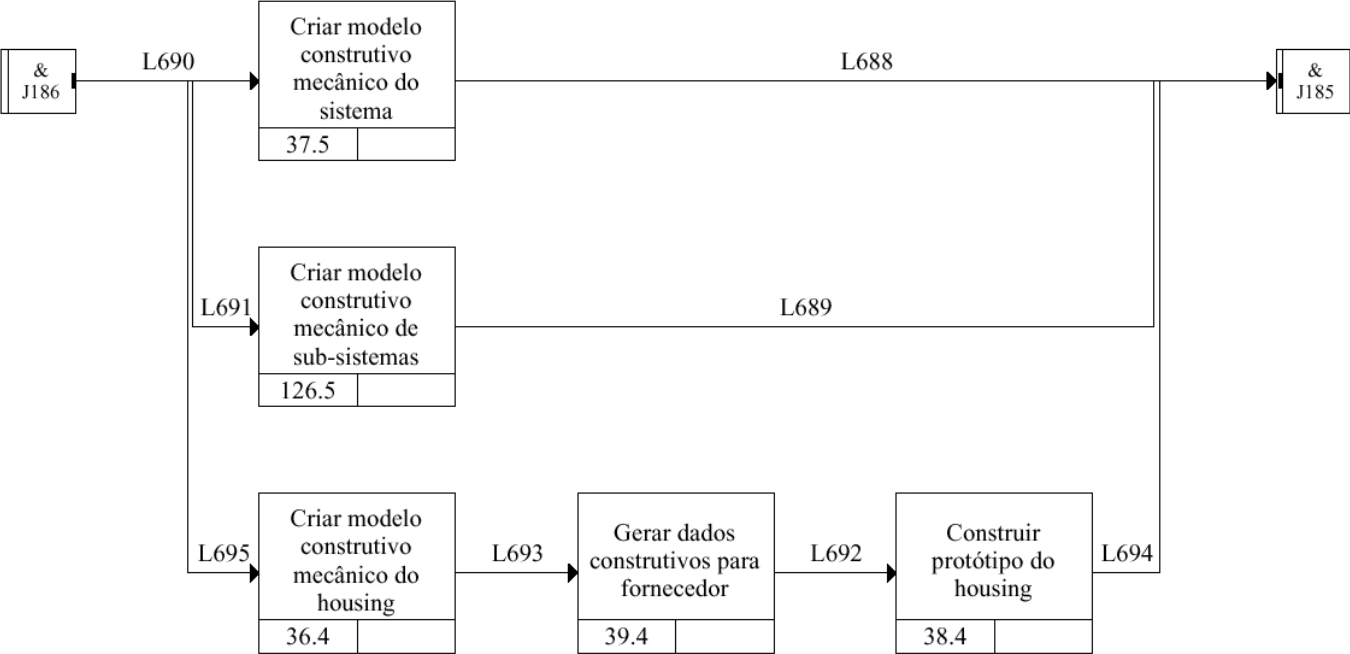 &
J186
L690
Criar modelo
construtivo
mecânico do
sistema
37.5
L688
&
J185
L691
Criar modelo
construtivo
mecânico de
sub-sistemas
126.5
L689
L695
Criar modelo
construtivo
mecânico do
housing
36.4
L693
Gerar dados
construtivos para
fornecedor
39.4
L692
Construir
protótipo do
housing
38.4
L694